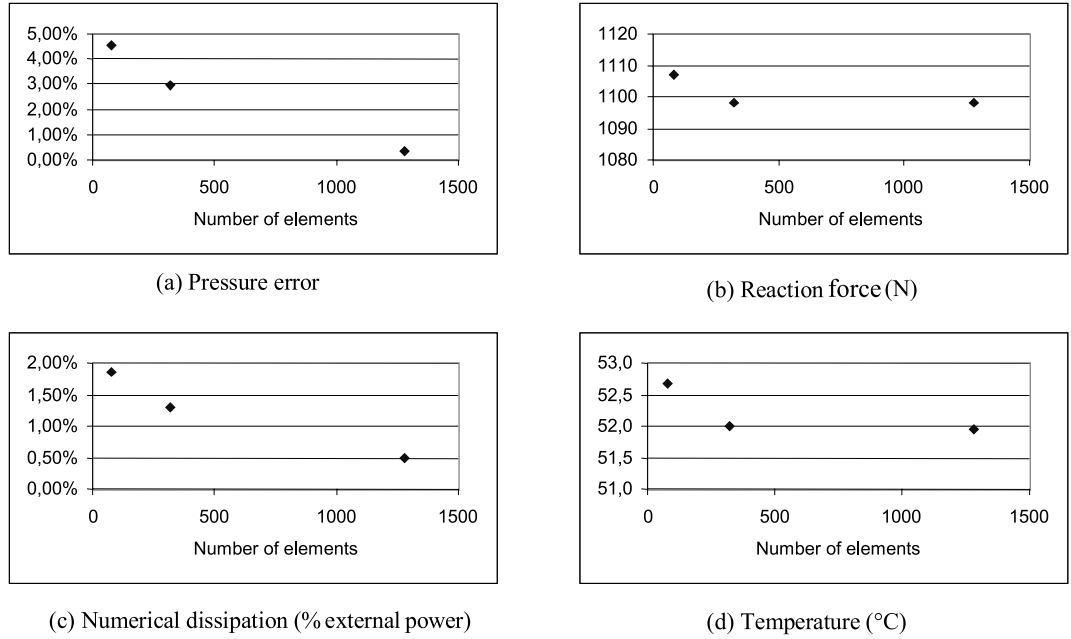 5,00%
4,00%
3,00%
2,00%
1,00%
0,00%
0 500 1000 1500
Number of elements
(a) Pressure error
1120
1110
1100
1090
1080
0 500 1000 1500
Number of elements
(b) Reaction force (N)
2,00%
1,50%
1,00%
0,50%
0,00%
0 500 1000 1500
Number of elements
(c) Numerical dissipation (% external power)
53,0
52,5
52,0
51,5
51,0
0 500 1000 1500
Number of elements
(d) Temperature (°C)